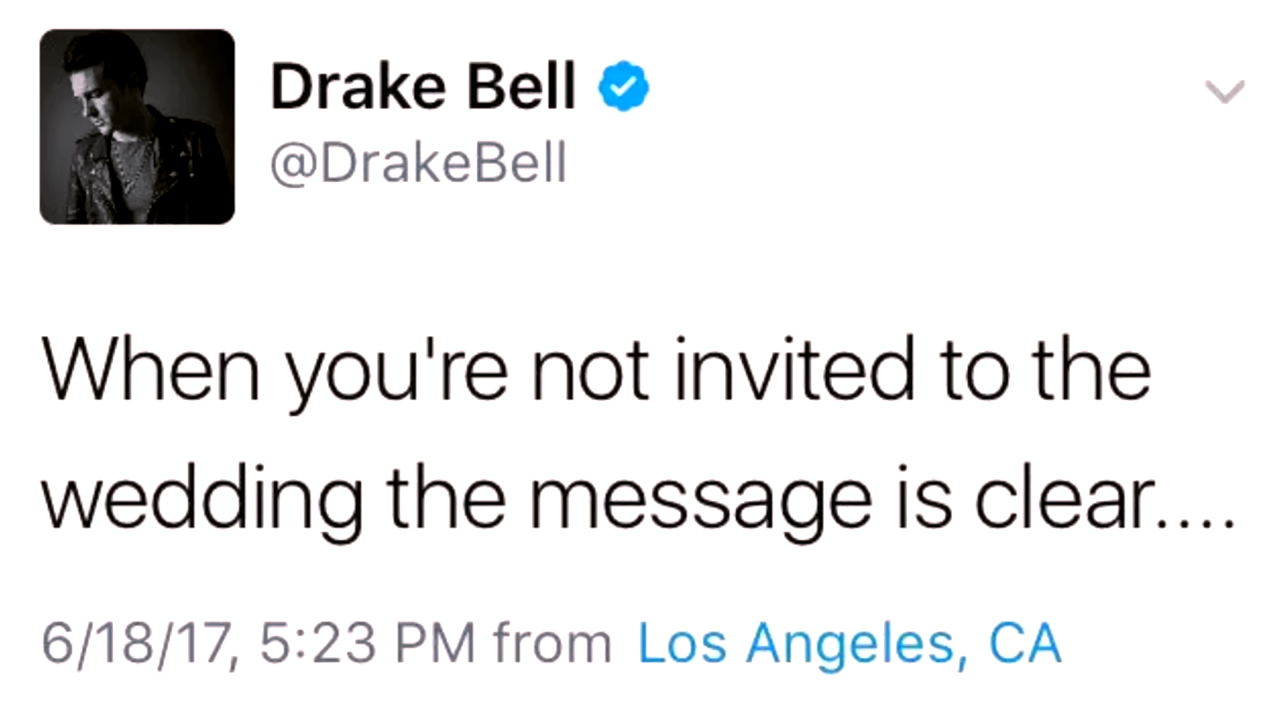 Drake Bell
@DrakeBell
When you're not invited to the
wedding the message is clear....
6/18/17, 5:23 PM from Los Angeles, CA